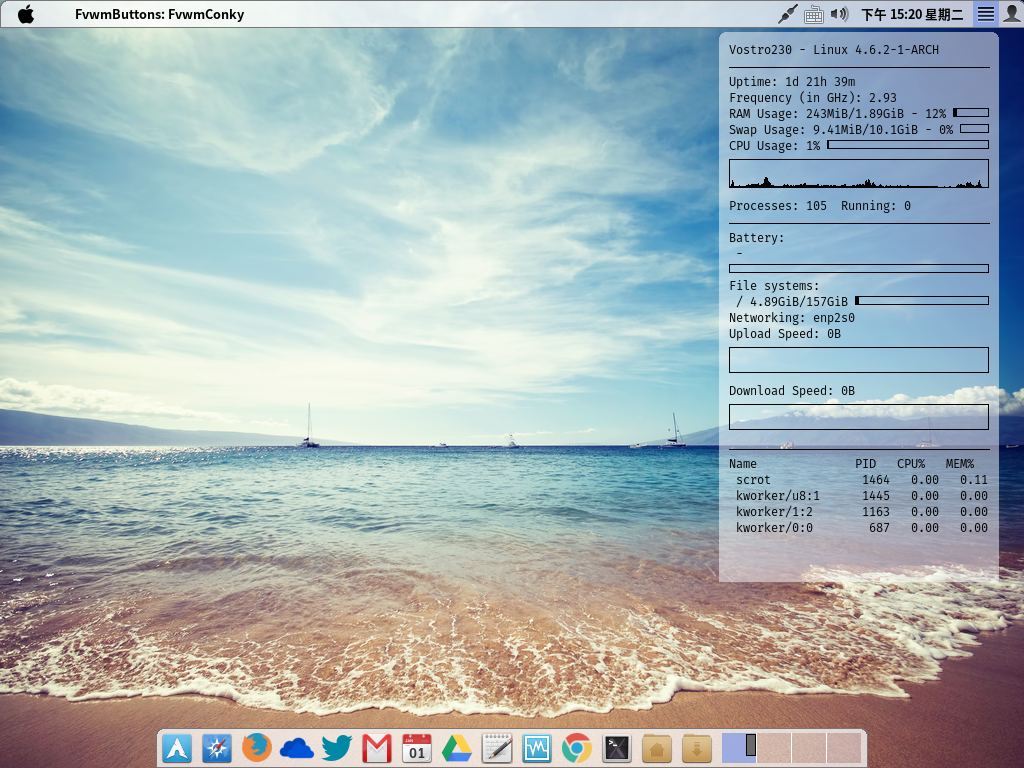 FvwmButtons: FvwmConky
下午 15:20 星期二
Vostro230 - Linux 4.6.2-1-ARCH
Uptime: 1d 21h 39m
Frequency (in GHz): 2.93
RAM Usage: 243MiB/1.89GiB - 12%
Swap Usage: 9.41MiB/10.1GiB - 0%
CPU Usage: 1%
Processes: 105 Running: 0
Battery:
-
File systems:
/ 4.89GiB/157GiB
Networking: enp2s0
Upload Speed: 0B
Download Speed: 0B
Name PID CPU% MEM%
scrot 1464 0.00 0.11
kworker/u8:1 1445 0.00 0.00
kworker/1:2 1163 0.00 0.00
kworker/0:0 687 0.00 0.00
JAN
01
>_